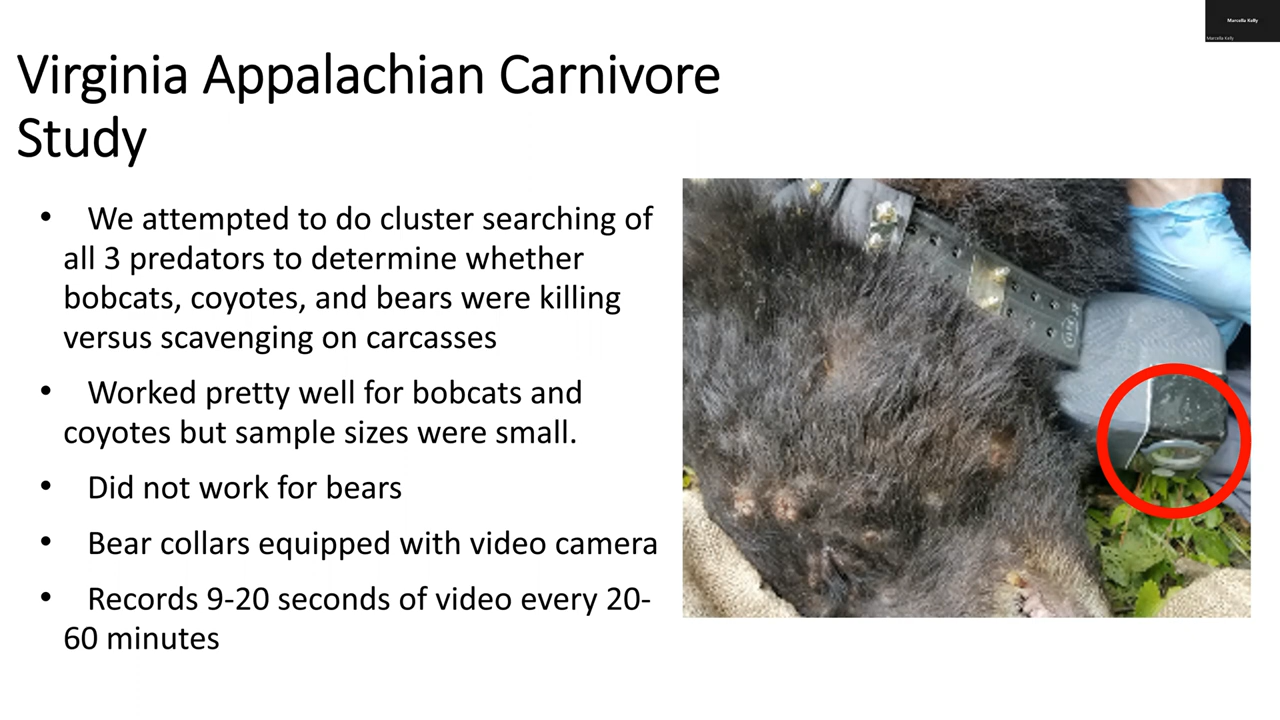 Marcella Kelly
Marcella Kelly
Virginia Appalachian Carnivore
Study
• We attempted to do cluster searching of
all 3 predators to determine whether
bobcats, coyotes, and bears were killing
versus scavenging on carcasses
• Worked pretty well for bobcats and
coyotes but sample sizes were small.
• Did not work for bears
• Bear collars equipped with video camera
• Records 9-20 seconds of video every 20-
60 minutes